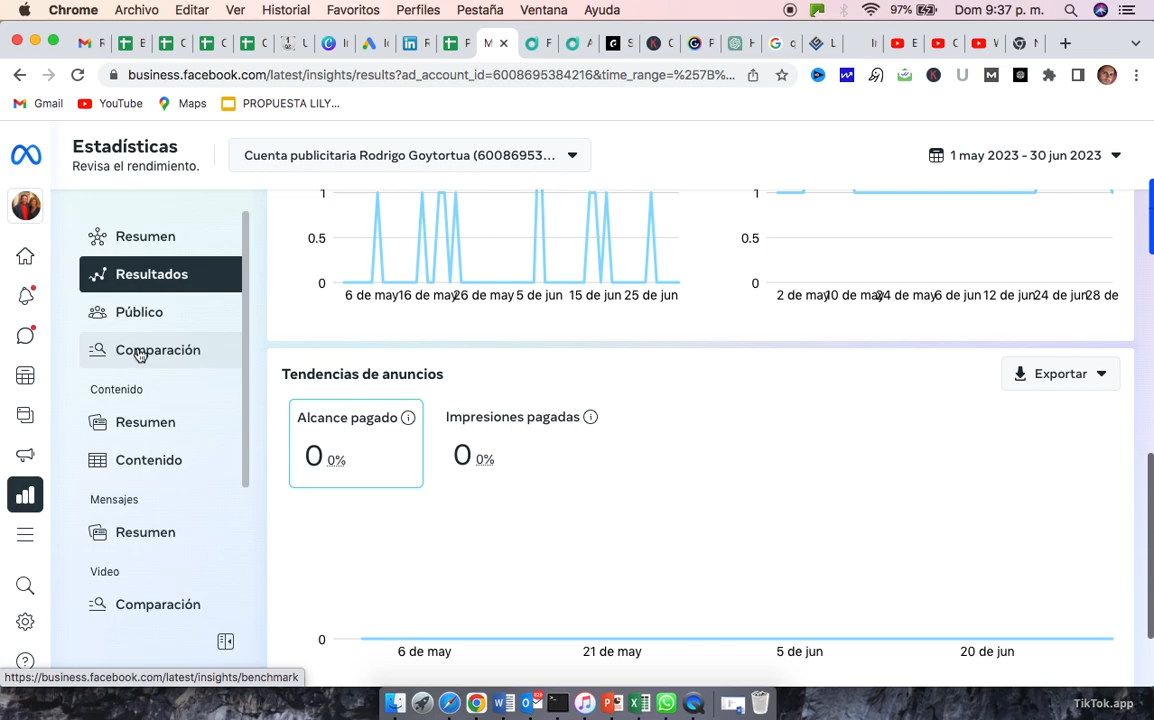 Chrome Archivo Editar Ver Historial Favoritos Perfiles Pestaña Ventana Ayuda 97% Dom 9:37 p. m.
business.facebook.com/latest/insights/results?ad_account_id=6008695384216&time_range=%257B%...
Gmail YouTube Maps PROPUESTA LILY...
Estadísticas
Revisa el rendimiento.
Cuenta publicitaria Rodrigo Goytortua (60086953...
1 may 2023 - 30 jun 2023
Resumen
Resultados
Público
Comparación
Contenido
Resumen
Contenido
Mensajes
Resumen
Video
Comparación
1
0.5
0
6 de may 16 de may 26 de may 5 de jun 15 de jun 25 de jun
1
0.5
0
2 de may 10 de may 24 de may 6 de jun 12 de jun 24 de jun 28 de
Tendencias de anuncios
Exportar
Alcance pagado
0 0%
Impresiones pagadas
0 0%
0
6 de may 21 de may 5 de jun 20 de jun
https://business.facebook.com/latest/insights/benchmark
TikTok.app